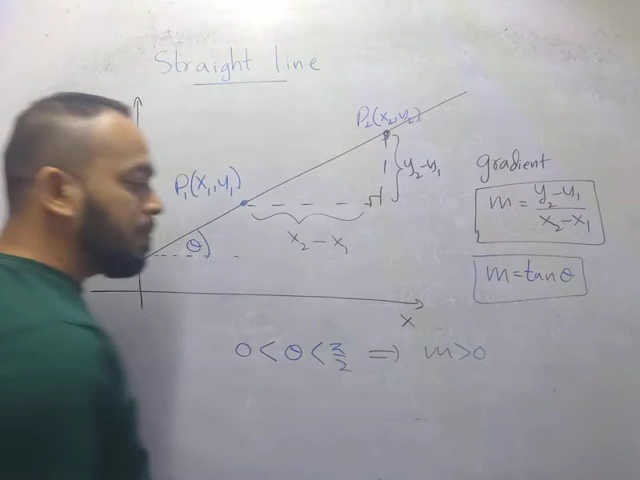 Straight line
P₂(x₂,y₂)
P₁(x₁,y₁)
y₂-y₁
x₂-x₁
θ
x
gradient
m = y₂-y₁ / x₂-x₁
m=tanθ
0<θ<π/2 ⇒ m>0